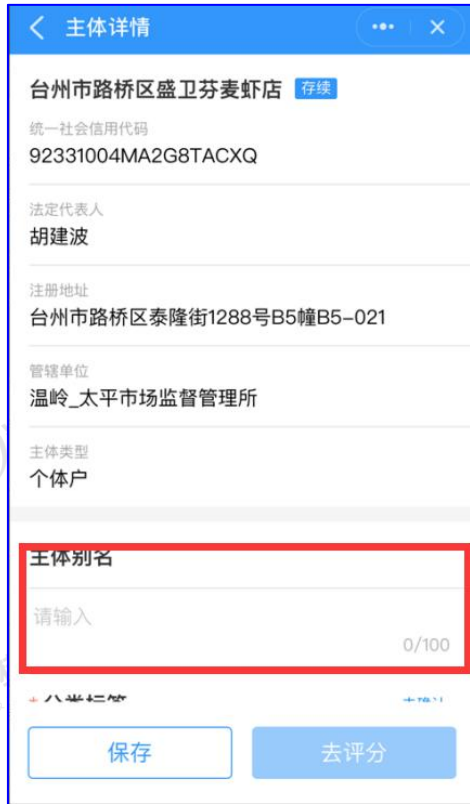 主体详情
台州市路桥区盛卫芬麦虾店 存续
统一社会信用代码
92331004MA2G8TACXQ
法定代表人
胡建波
注册地址
台州市路桥区泰隆街1288号B5幢B5-021
管辖单位
温岭_太平市场监督管理所
主体类型
个体户
主体别名
请输入
0/100
* 分类标签
保存 去评分